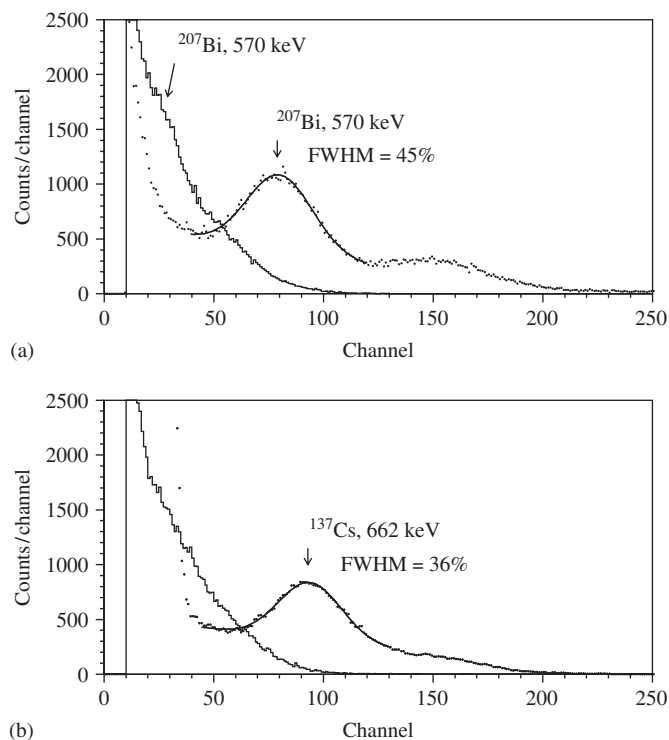 2500
2000
1500
1000
500
0
Counts/channel
²⁰⁷Bi, 570 keV
²⁰⁷Bi, 570 keV
FWHM = 45%
0 50 100 150 200 250
(a)
Channel
2500
2000
1500
1000
500
0
Counts/channel
¹³⁷Cs, 662 keV
FWHM = 36%
0 50 100 150 200 250
(b)
Channel